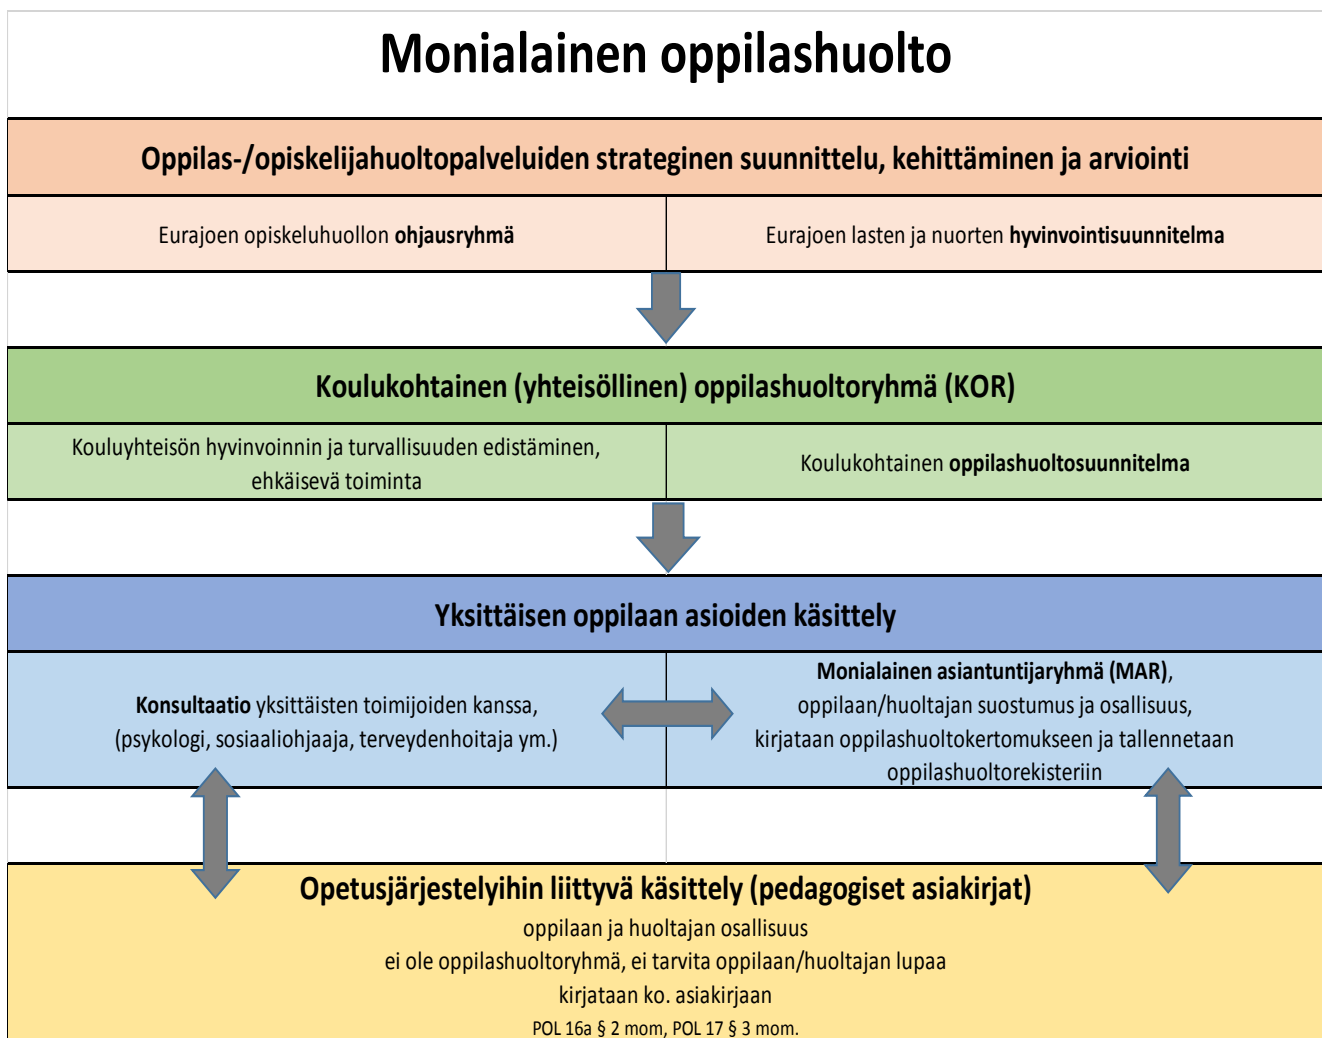 Monialainen oppilashuolto
Oppilas-/opiskelijahuoltopalveluiden strateginen suunnittelu, kehittäminen ja arviointi
Eurajoen opiskeluhuollon ohjausryhmä
Eurajoen lasten ja nuorten hyvinvointisuunnitelma
Koulukohtainen (yhteisöllinen) oppilashuoltoryhmä (KOR)
Kouluyhteisön hyvinvoinnin ja turvallisuuden edistäminen,
ehkäisevä toiminta
Koulukohtainen oppilashuoltosuunnitelma
Yksittäisen oppilaan asioiden käsittely
Konsultaatio yksittäisten toimijoiden kanssa,
(psykologi, sosiaaliohjaaja, terveydenhoitaja ym.)
Monialainen asiantuntijaryhmä (MAR),
oppilaan/huoltajan suostumus ja osallisuus,
kirjataan oppilashuoltokertomukseen ja tallennetaan
oppilashuoltorekisteriin
Opetusjärjestelyihin liittyvä käsittely (pedagogiset asiakirjat)
oppilaan ja huoltajan osallisuus
ei ole oppilashuoltoryhmä, ei tarvita oppilaan/huoltajan lupaa
kirjataan ko. asiakirjaan
POL 16a § 2 mom, POL 17 § 3 mom.